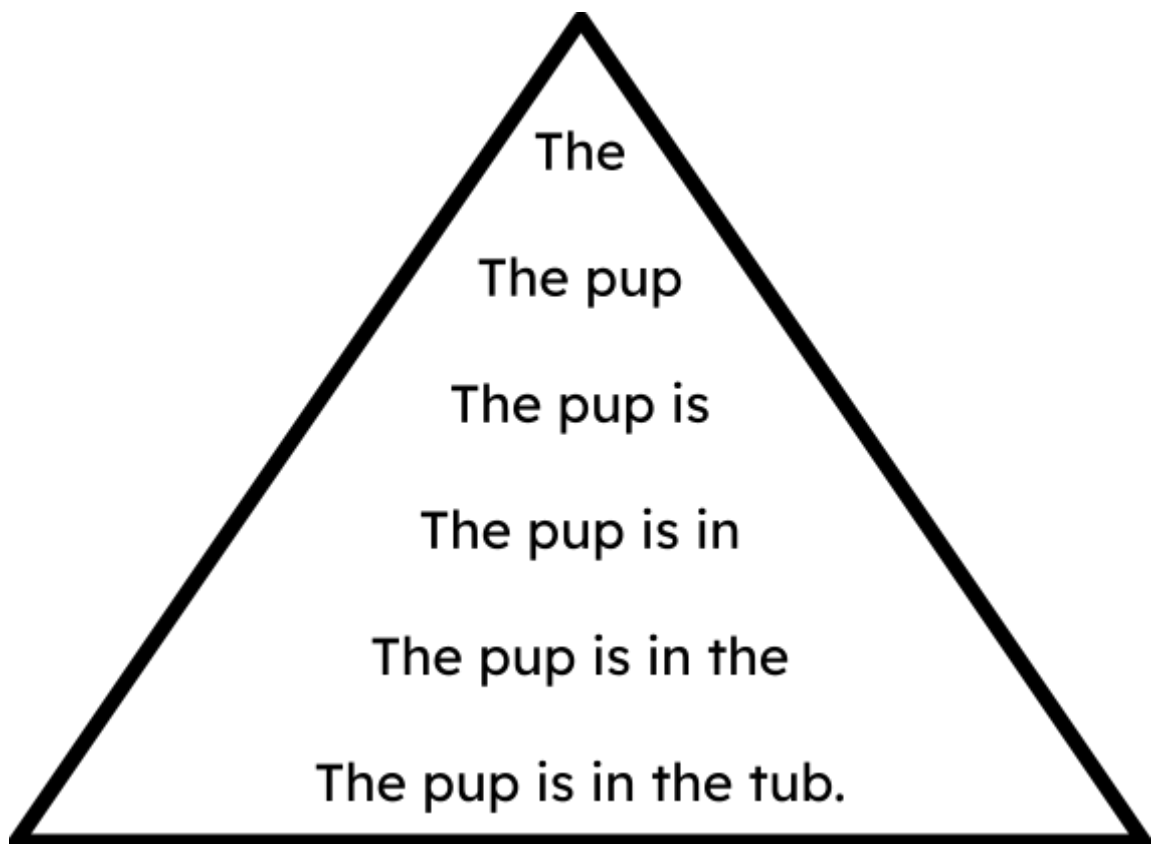 The
The pup
The pup is
The pup is in
The pup is in the
The pup is in the tub.